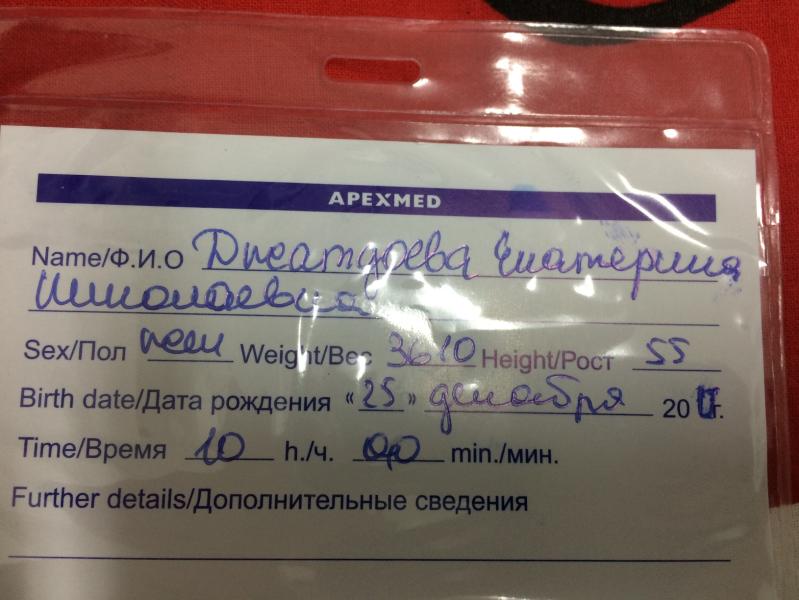 APEXMED
Name/Ф.И.О Екатерина
Николаевна
Sex/Пол жен Weight/Вес 3610 Height/Рост 55
Birth date/Дата рождения «25» декабря 20 г.
Time/Время 10 h./ч. 00 min./мин.
Further details/Дополнительные сведения